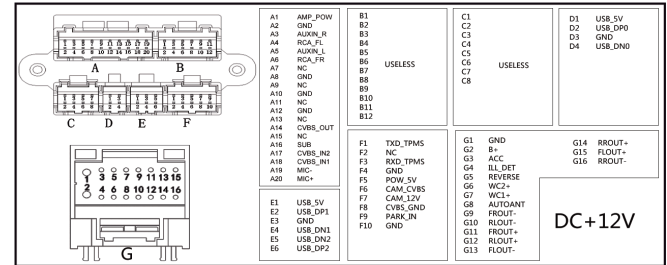 A
B
C
D
E
F
1 3 5 7 9 11 13 15
2 4 6 8 10 12 14 16
G
A1 AMP_POW
A2 GND
A3 AUXIN_R
A4 RCA_FL
A5 AUXIN_L
A6 RCA_FR
A7 NC
A8 GND
A9 NC
A10 GND
A11 NC
A12 GND
A13 NC
A14 CVBS_OUT
A15 NC
A16 SUB
A17 CVBS_IN2
A18 CVBS_IN1
A19 MIC-
A20 MIC+
B1
B2
B3
B4
B5
B6 USELESS
B7
B8
B9
B10
B11
B12
C1
C2
C3
C4
C5
C6 USELESS
C7
C8
D1 USB_5V
D2 USB_DP0
D3 GND
D4 USB_DN0
E1 USB_5V
E2 USB_DP1
E3 GND
E4 USB_DN1
E5 USB_DN2
E6 USB_DP2
F1 TXD_TPMS
F2 NC
F3 RXD_TPMS
F4 GND
F5 POW_5V
F6 CAM_CVBS
F7 CAM_12V
F8 CVBS_GND
F9 PARK_IN
F10 GND
G1 GND
G2 B+
G3 ACC
G4 ILL_DET
G5 REVERSE
G6 WC2+
G7 WC1+
G8 AUTOANT
G9 FROUT-
G10 RLOUT-
G11 FROUT+
G12 RLOUT+
G13 FLOUT-
G14 RROUT+
G15 FLOUT+
G16 RROUT-
DC+12V